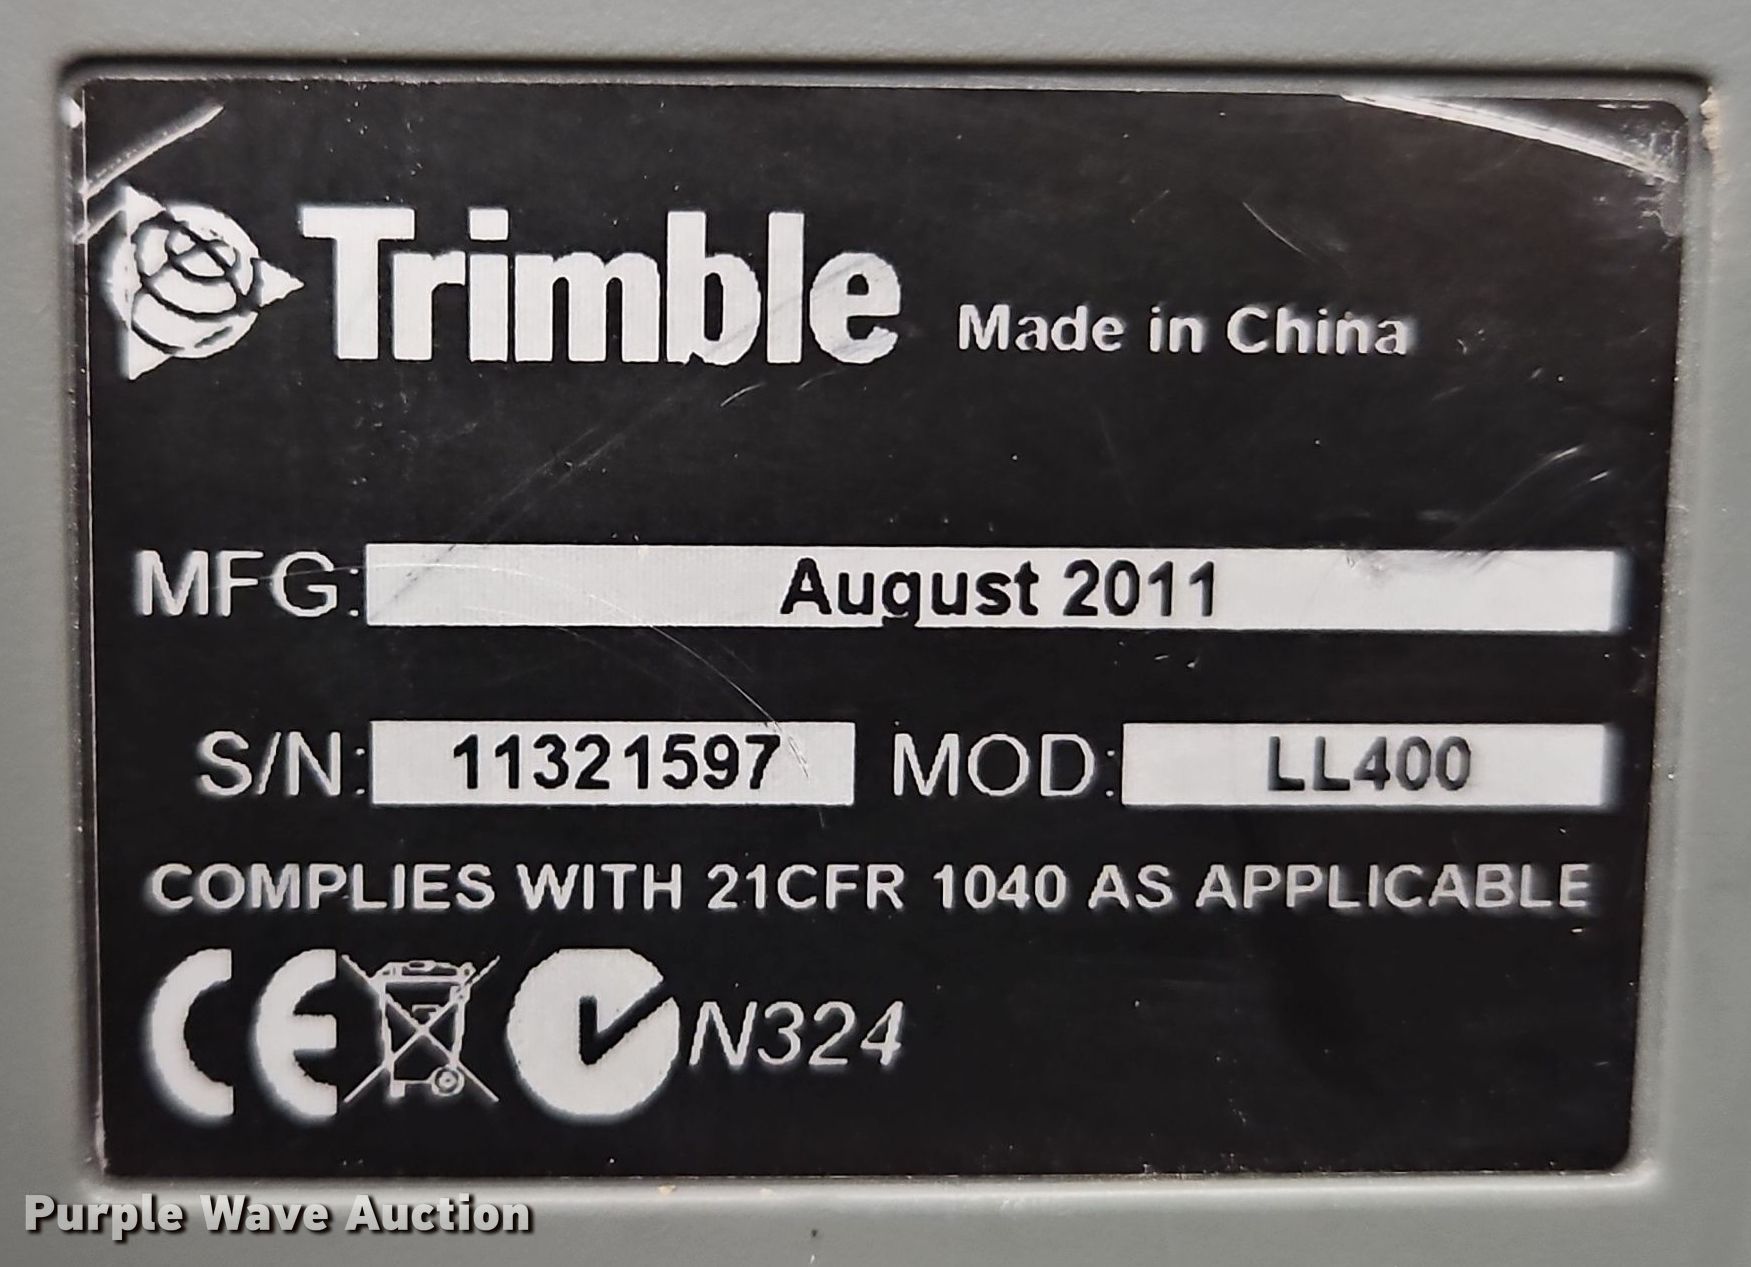 Trimble Made in China
MFG: August 2011
S/N: 11321597 MOD: LL400
COMPLIES WITH 21CFR 1040 AS APPLICABLE
CE N324
Purple Wave Auction